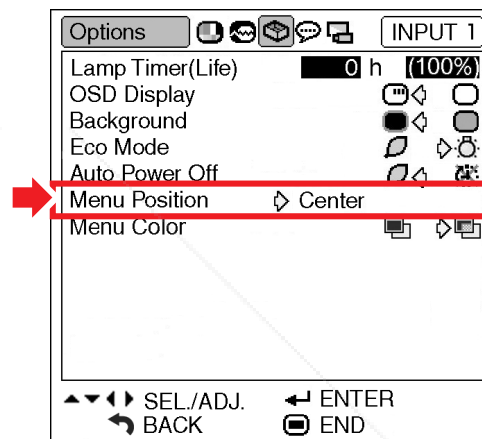 Options INPUT 1
Lamp Timer(Life) 0 h (100%)
OSD Display
Background
Eco Mode
Auto Power Off
Menu Position Center
Menu Color
SEL./ADJ. ENTER
BACK END